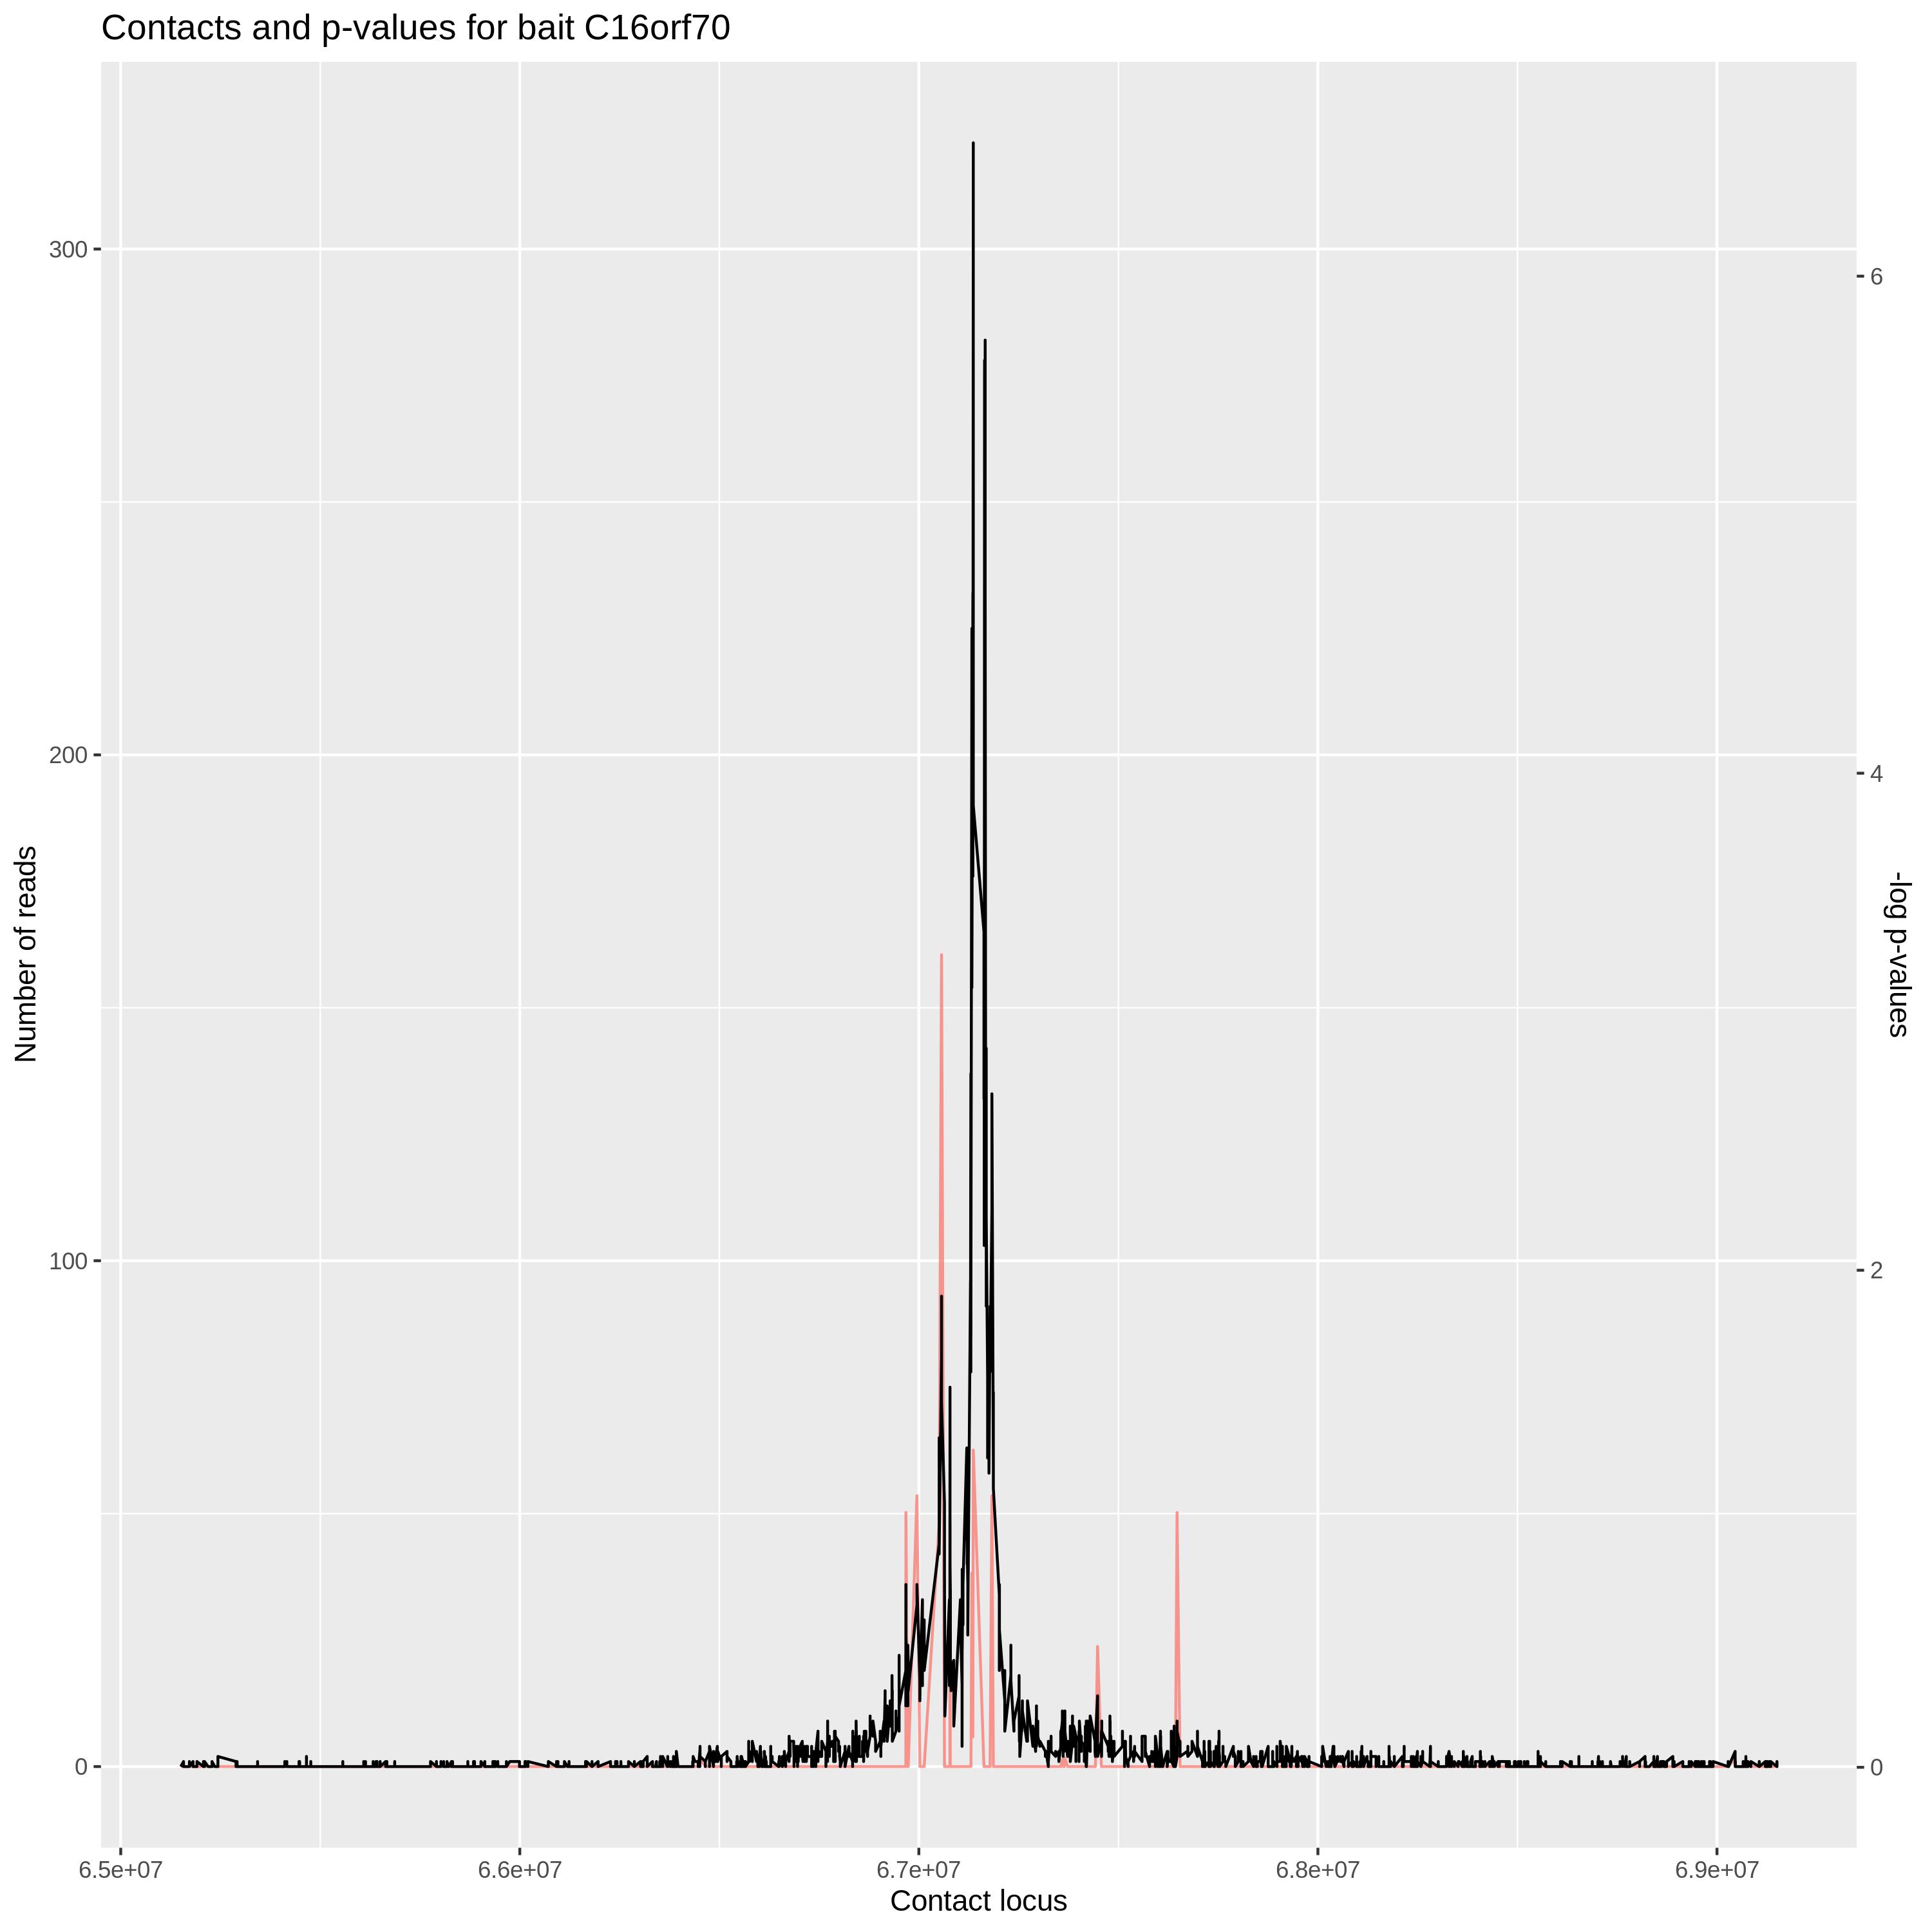 Contacts and p-values for bait C16orf70
300
200
100
0
Number of reads
6
4
2
0
-log p-values
6.5e+07
6.6e+07
6.7e+07
6.8e+07
6.9e+07
Contact locus